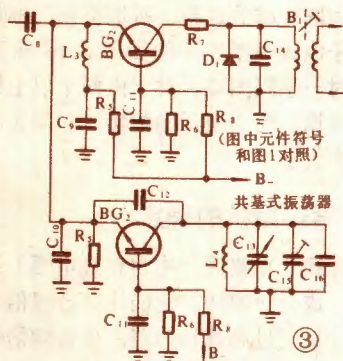 C₈
L₃
BG₂
R₇
D₁
C₁₄
B₁
C₉
R₅
C₁₁
R₆
R₈
(图中元件符号
和图1对照)
B₋
共基式振荡器
C₁₂
BG₂
C₁₀
R₅
L₄
C₁₃
C₁₅
C₁₆
C₁₁
R₆
R₈
B₋
③